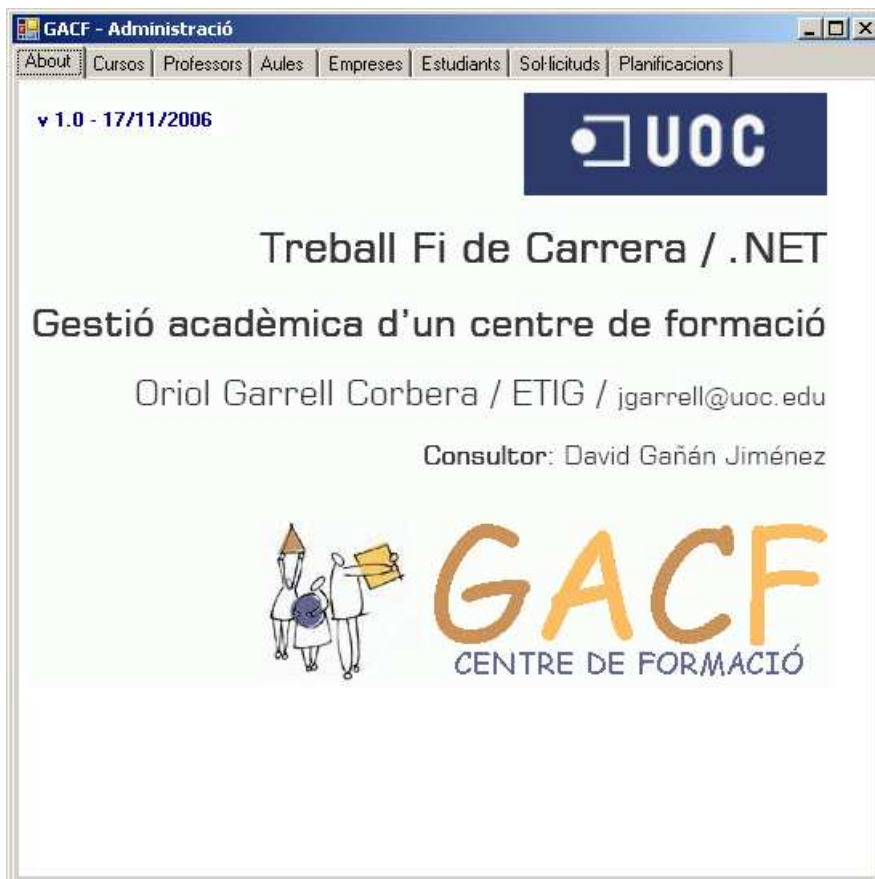 GACF - Administració
About Cursos Professors Aules Empreses Estudiants Sol·licituds Planificacions
v 1.0 - 17/11/2006
UOC
Treball Fi de Carrera / .NET
Gestió acadèmica d'un centre de formació
Oriol Garrell Corbera / ETIG / jgarrell@uoc.edu
Consultor: David Gañán Jiménez
GACF
CENTRE DE FORMACIÓ